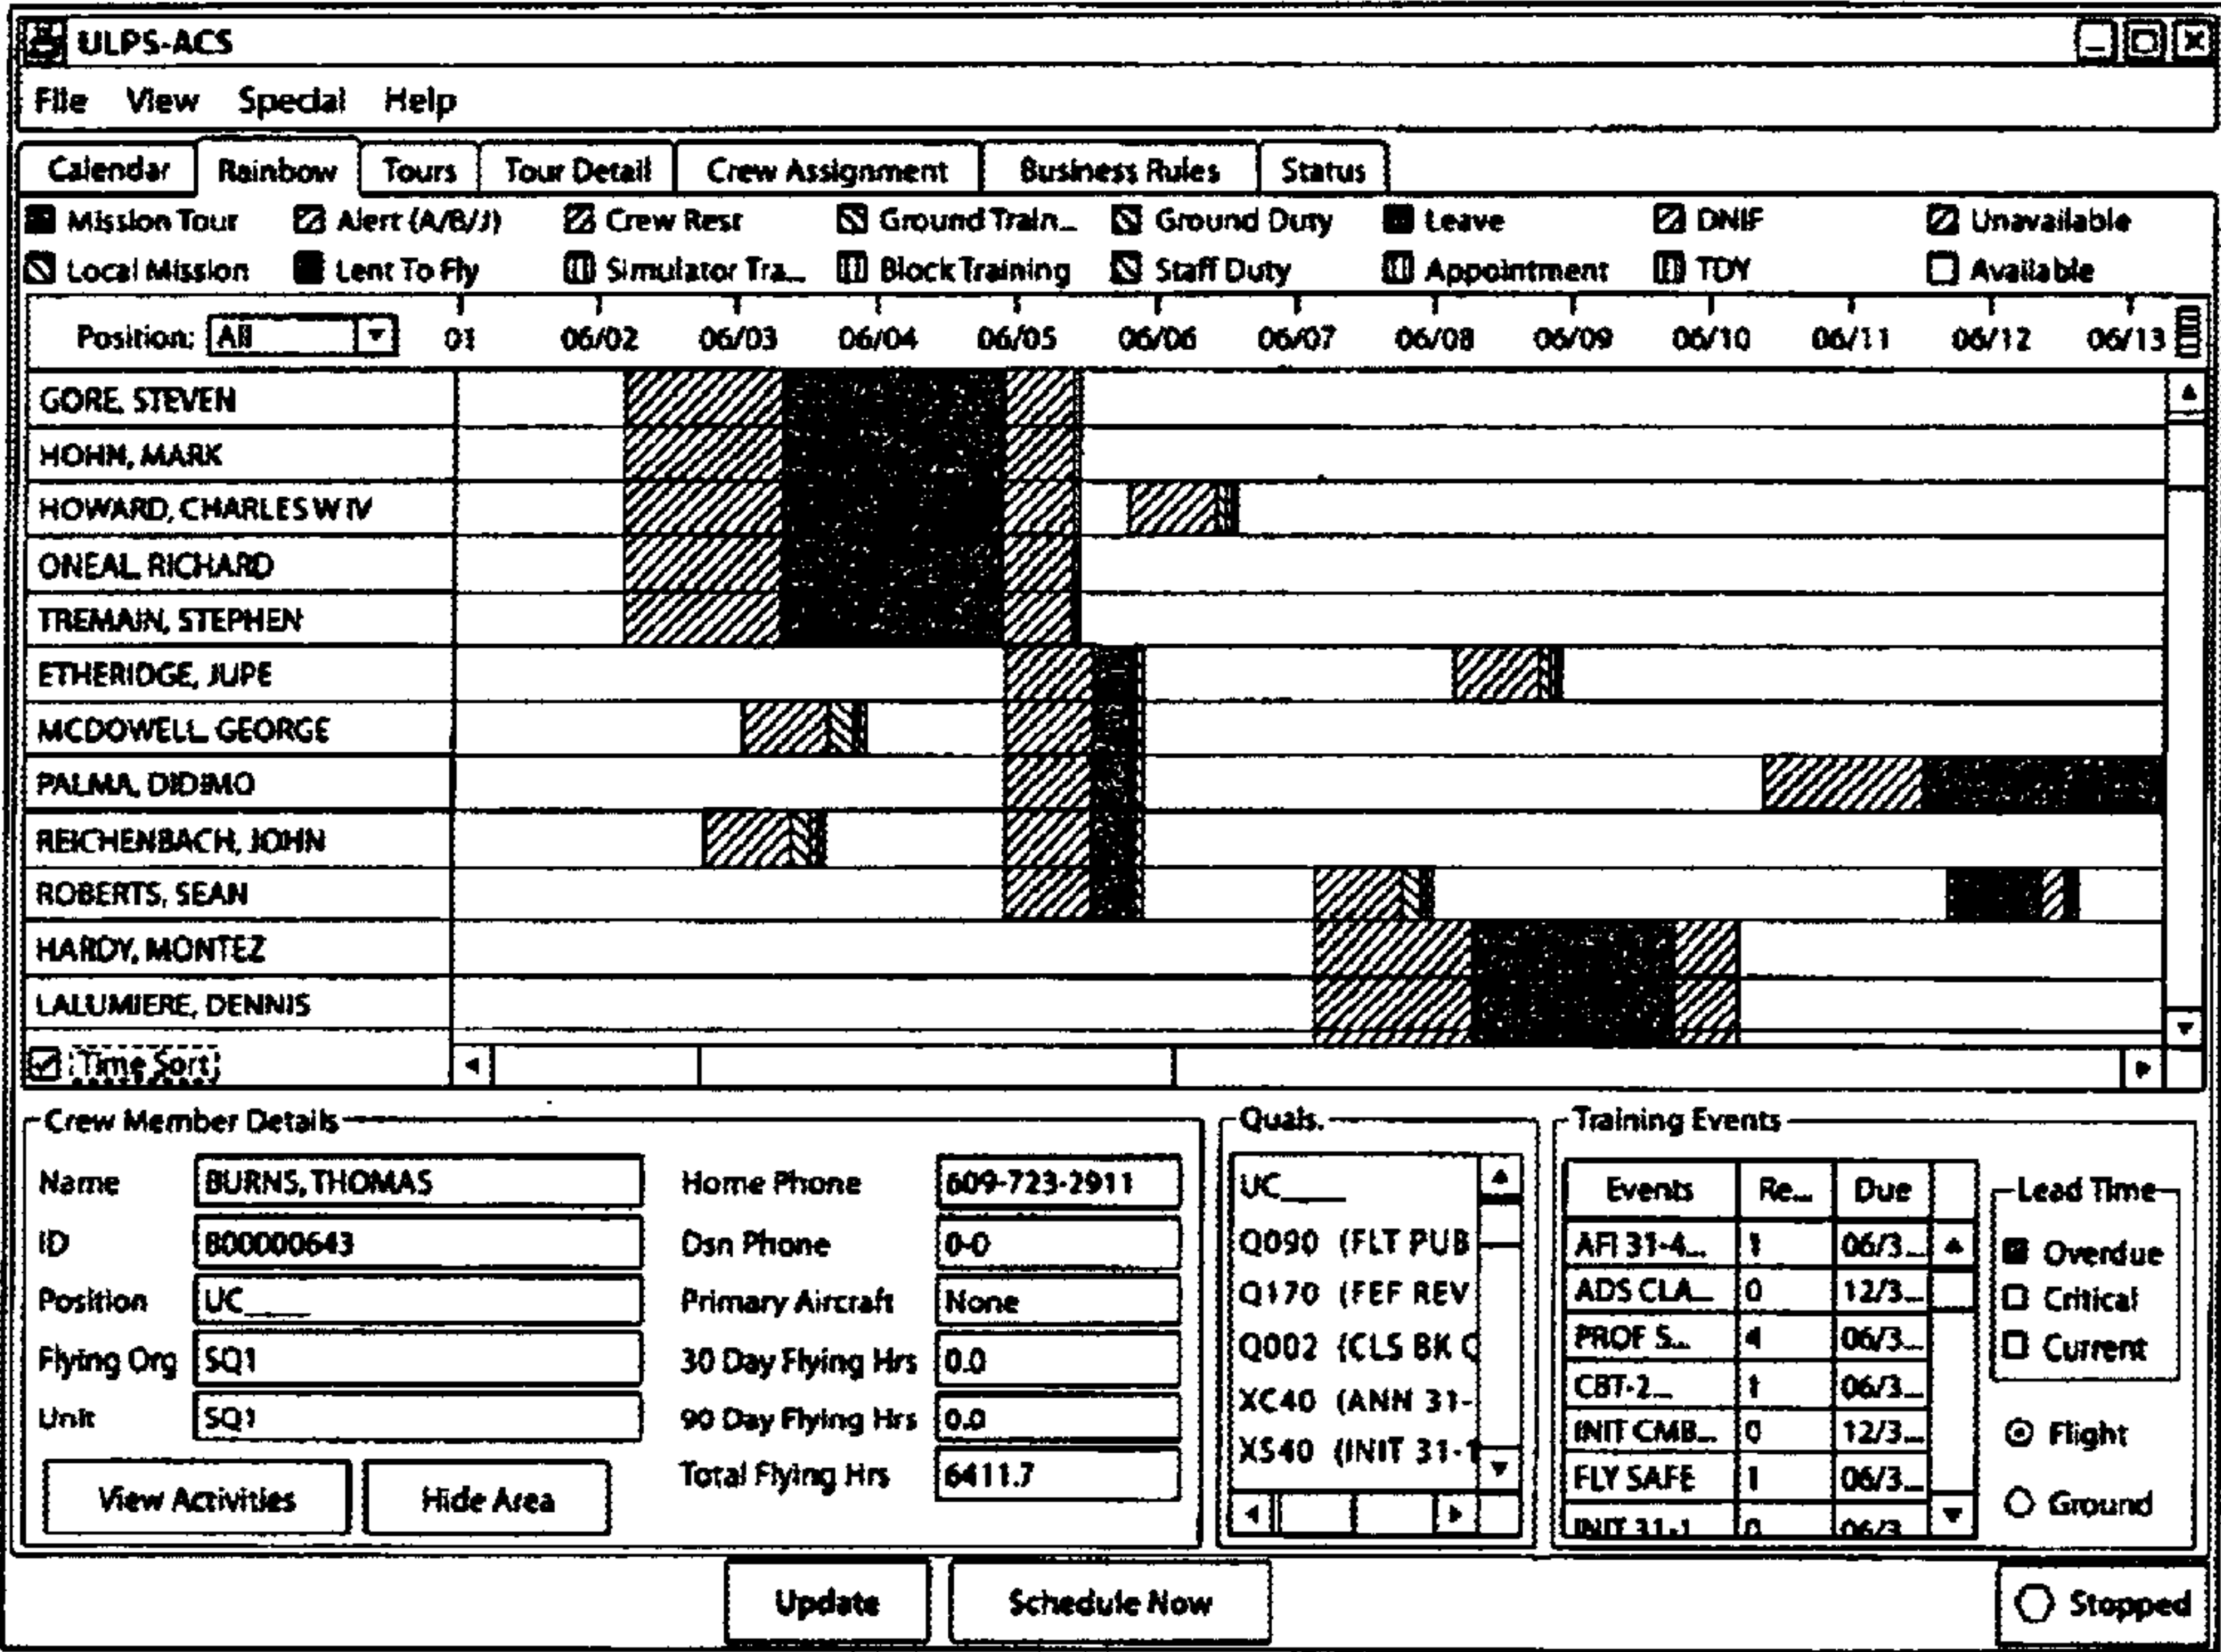 ULPS-ACS
File View Special Help
Calendar Rainbow Tours Tour Detail Crew Assignment Business Rules Status
Mission Tour Alert (A/B/J) Crew Rest Ground Train... Ground Duty Leave DNIF Unavailable
Local Mission Lent To Fly Simulator Tra... Block Training Staff Duty Appointment TDY Available
Position: All 01 06/02 06/03 06/04 06/05 06/06 06/07 06/08 06/09 06/10 06/11 06/12 06/13
GORE, STEVEN
HOHN, MARK
HOWARD, CHARLES W IV
ONEAL, RICHARD
TREMAIN, STEPHEN
ETHERIDGE, JUPE
MCDOWELL, GEORGE
PALMA, DIDIMO
REICHENBACH, JOHN
ROBERTS, SEAN
HARDY, MONTEZ
LALUMIERE, DENNIS
Time Sort
Crew Member Details
Name BURNS, THOMAS
ID 800000643
Position UC____
Flying Org SQ1
Unit SQ1
View Activities Hide Area
Home Phone 609-723-2911
Dsn Phone 0-0
Primary Aircraft None
30 Day Flying Hrs 0.0
90 Day Flying Hrs 0.0
Total Flying Hrs 6411.7
Quals.
UC____
Q090 (FLT PUB
Q170 (FEF REV
Q002 (CLS BK
XC40 (ANN 31-
XS40 (INIT 31-1
Training Events
Events Re... Due
AFI 31-4... 1 06/3...
ADS CLA... 0 12/3...
PROF S... 4 06/3...
CBT-2... 1 06/3...
INIT CMB... 0 12/3...
FLY SAFE 1 06/3...
INIT 31-1 0 06/3
Lead Time
Overdue
Critical
Current
Flight
Ground
Update Schedule Now Stopped